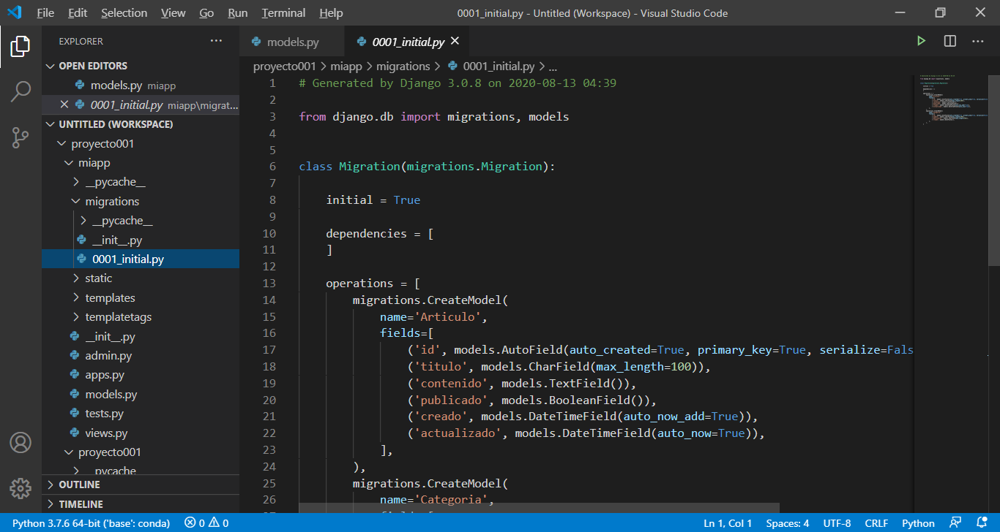 File Edit Selection View Go Run Terminal Help 0001_initial.py - Untitled (Workspace) - Visual Studio Code
EXPLORER
OPEN EDITORS
models.py miapp
0001_initial.py miapp\migrat...
UNTITLED (WORKSPACE)
proyecto001
miapp
__pycache__
migrations
__pycache__
__init__.py
0001_initial.py
static
templates
templatetags
__init__.py
admin.py
apps.py
models.py
tests.py
views.py
proyecto001
__pycache__
OUTLINE
TIMELINE
models.py 0001_initial.py
proyecto001 > miapp > migrations > 0001_initial.py > ...
1 # Generated by Django 3.0.8 on 2020-08-13 04:39
2
3 from django.db import migrations, models
4
5
6 class Migration(migrations.Migration):
7
8 initial = True
9
10 dependencies = [
11 ]
12
13 operations = [
14 migrations.CreateModel(
15 name='Articulo',
16 fields=[
17 ('id', models.AutoField(auto_created=True, primary_key=True, serialize=Fals
18 ('titulo', models.CharField(max_length=100)),
19 ('contenido', models.TextField()),
20 ('publicado', models.BooleanField()),
21 ('creado', models.DateTimeField(auto_now_add=True)),
22 ('actualizado', models.DateTimeField(auto_now=True)),
23 ],
24 ),
25 migrations.CreateModel(
26 name='Categoria',
Python 3.7.6 64-bit ('base': conda) 0 0 Ln 1, Col 1 Spaces: 4 UTF-8 CRLF Python